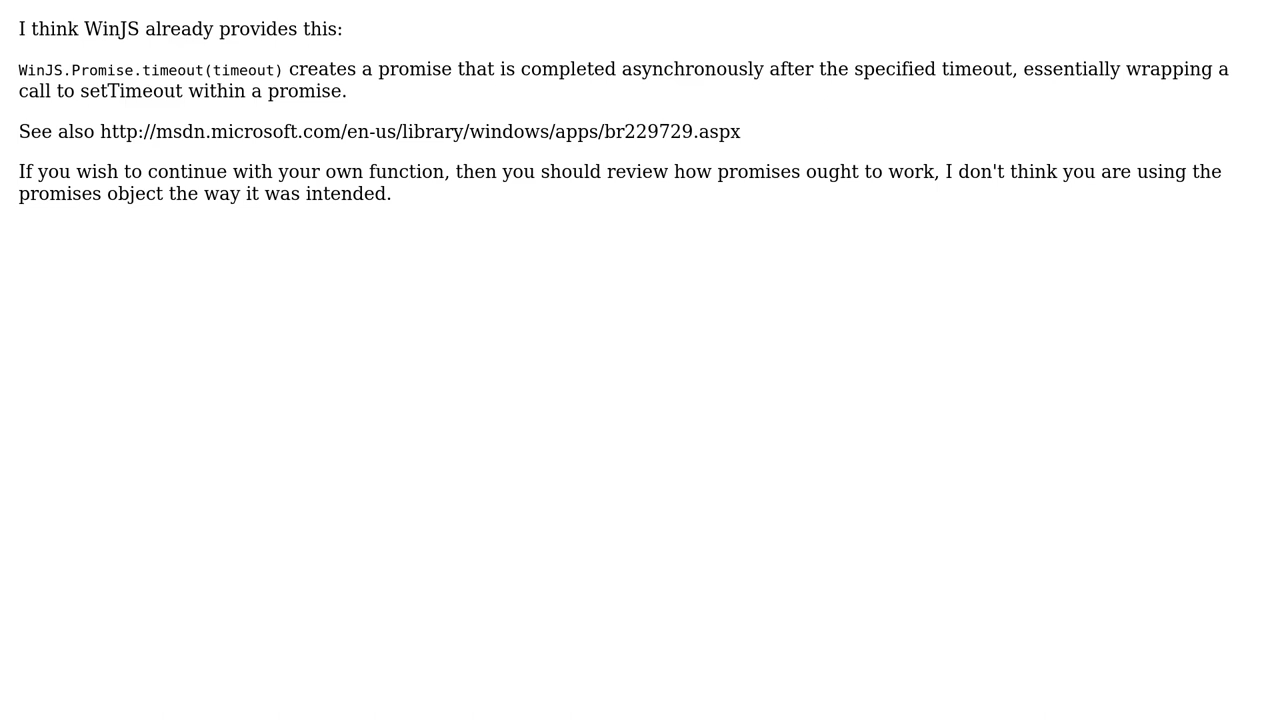 I think WinJS already provides this:
WinJS.Promise.timeout(timeout) creates a promise that is completed asynchronously after the specified timeout, essentially wrapping a
call to setTimeout within a promise.
See also http://msdn.microsoft.com/en-us/library/windows/apps/br229729.aspx
If you wish to continue with your own function, then you should review how promises ought to work, I don't think you are using the
promises object the way it was intended.